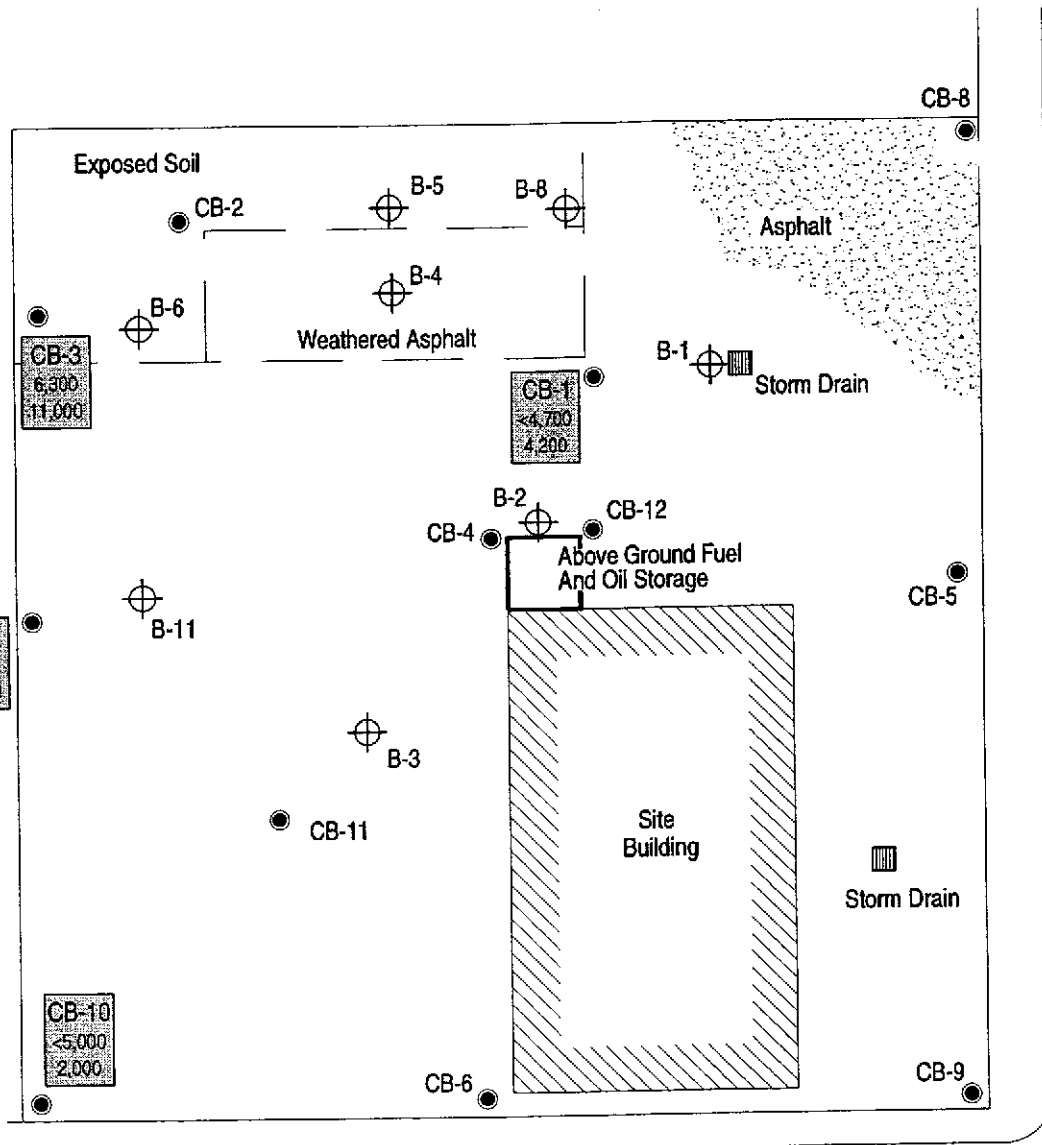 CB-8
Exposed Soil
B-5
B-8
CB-2
Asphalt
B-4
B-6
Weathered Asphalt
CB-3
6,300
11,000
B-1
Storm Drain
CB-1
<4,700
4,200
B-2
CB-12
CB-4
Above Ground Fuel
And Oil Storage
CB-5
B-11
B-3
CB-11
Site
Building
Storm Drain
CB-10
<5,000
2,000
CB-6
CB-9